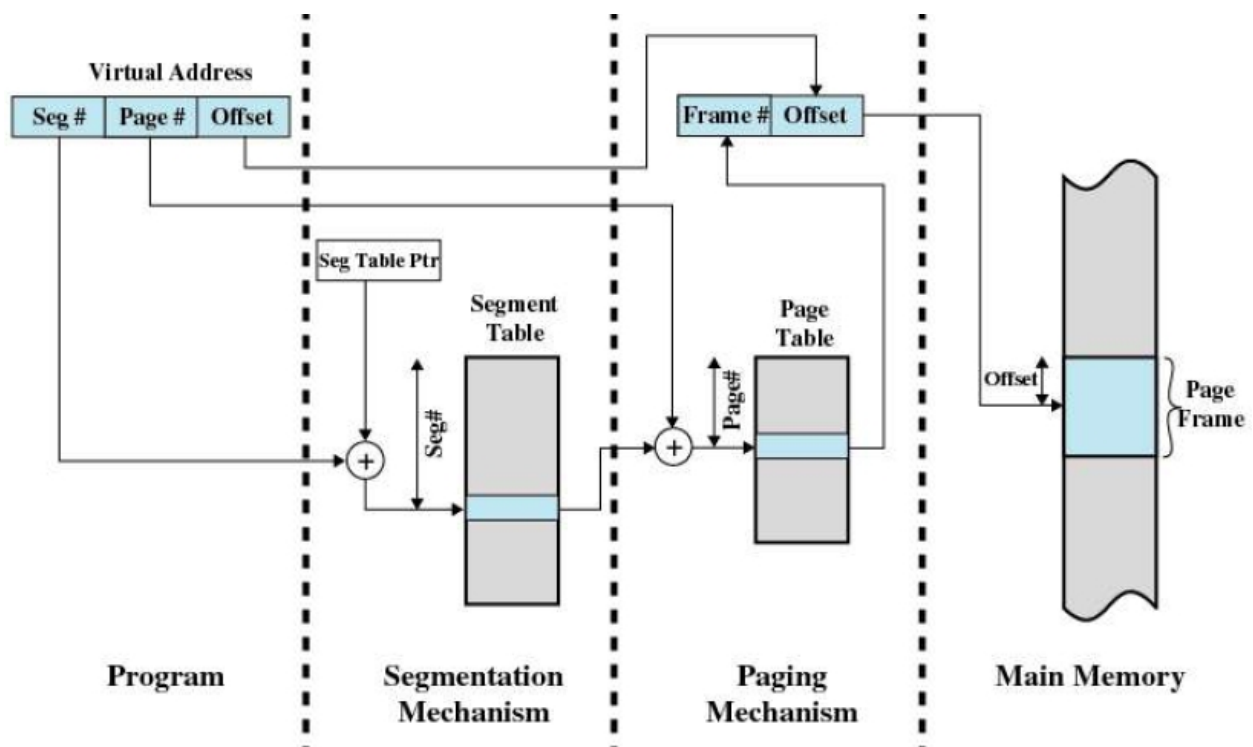 Virtual Address
Seg # Page # Offset
Frame # Offset
Seg Table Ptr
Segment
Table
Page
Table
Seg#
Page#
Offset
Page
Frame
+
+
Program
Segmentation
Mechanism
Paging
Mechanism
Main Memory